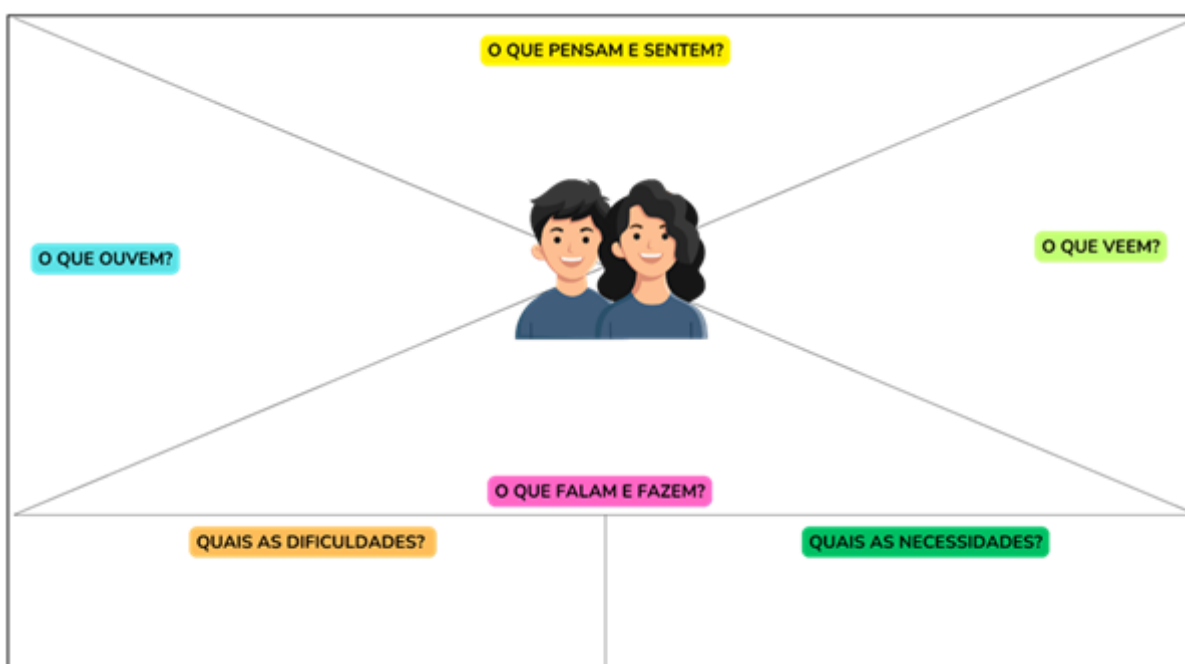 O QUE PENSAM E SENTEM?
O QUE OUVEM?
O QUE VEEM?
O QUE FALAM E FAZEM?
QUAIS AS DIFICULDADES?
QUAIS AS NECESSIDADES?